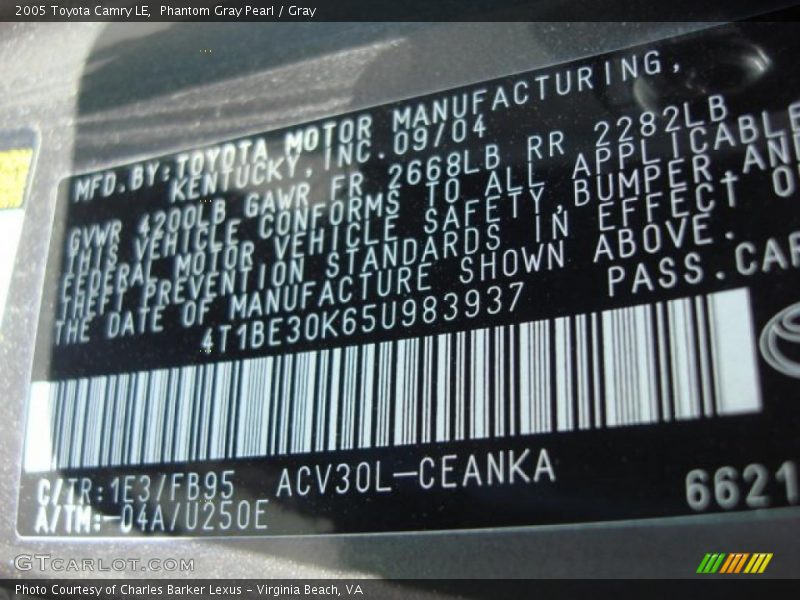 2005 Toyota Camry LE, Phantom Gray Pearl / Gray
MFD.BY:TOYOTA MOTOR MANUFACTURING,
KENTUCKY, INC. 09/04
GVWR 4200LB GAWR FR 2668LB RR 2282LB
THIS VEHICLE CONFORMS TO ALL APPLICABLE
FEDERAL MOTOR VEHICLE SAFETY, BUMPER, AND
THEFT PREVENTION STANDARDS IN EFFECT O
THE DATE OF MANUFACTURE SHOWN ABOVE.
4T1BE30K65U983937 PASS.CAR
C/TR:1E3/FB95 ACV30L-CEANKA
A/TM:-04A/U250E 6621
GTCARLOT.COM
Photo Courtesy of Charles Barker Lexus - Virginia Beach, VA